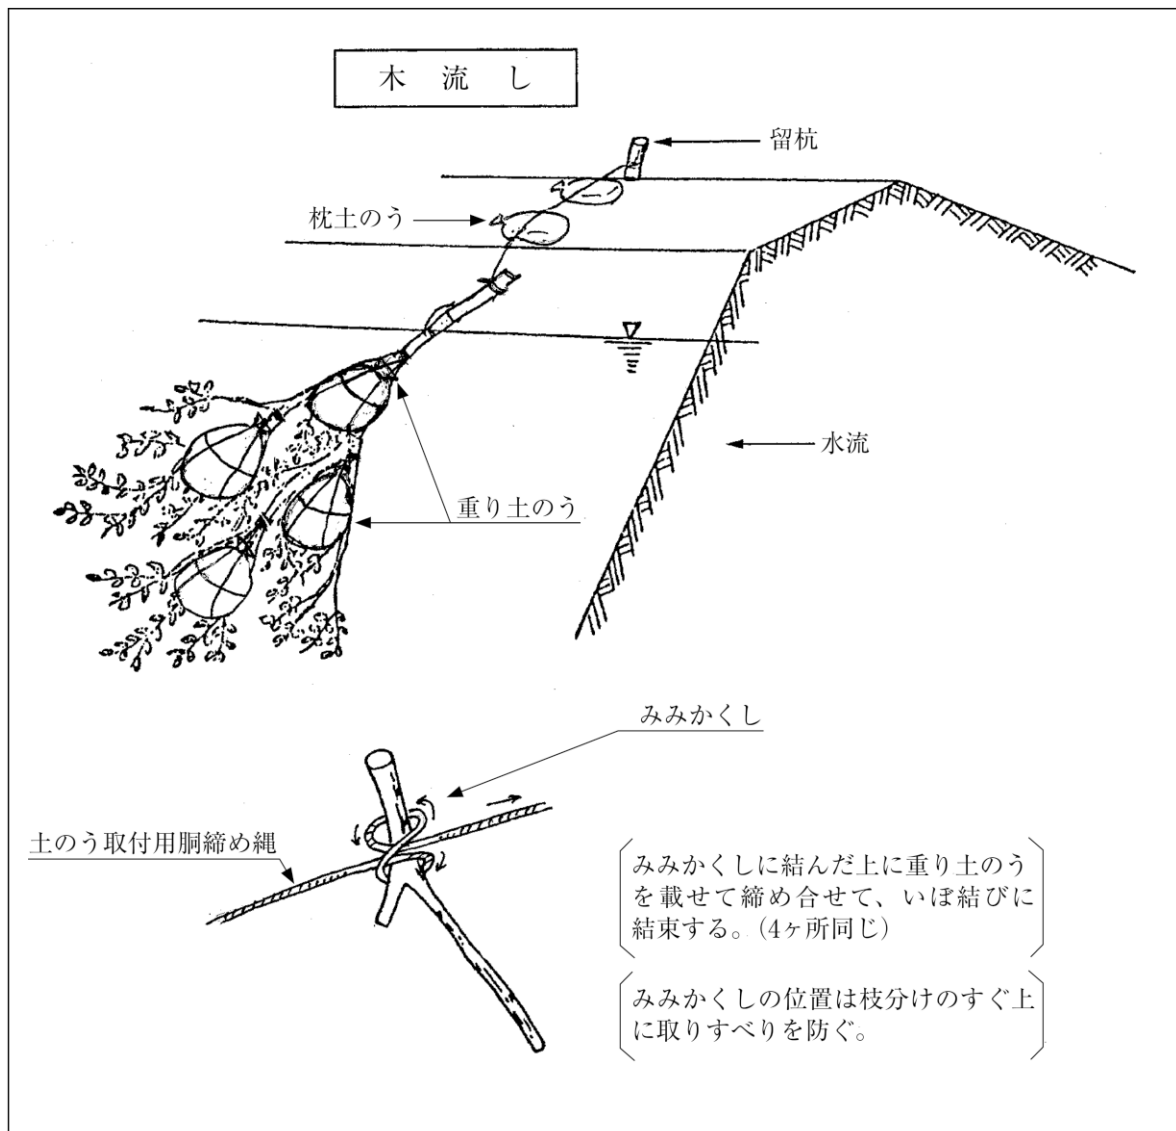 木流し
留杭
枕土のう
水流
重り土のう
みみかくし
土のう取付用胴締め縄
みみかくしに結んだ上に重り土のう
を載せて締め合せて、いぼ結びに
結束する。（4ヶ所同じ）
みみかくしの位置は枝分けのすぐ上
に取りすべりを防ぐ。